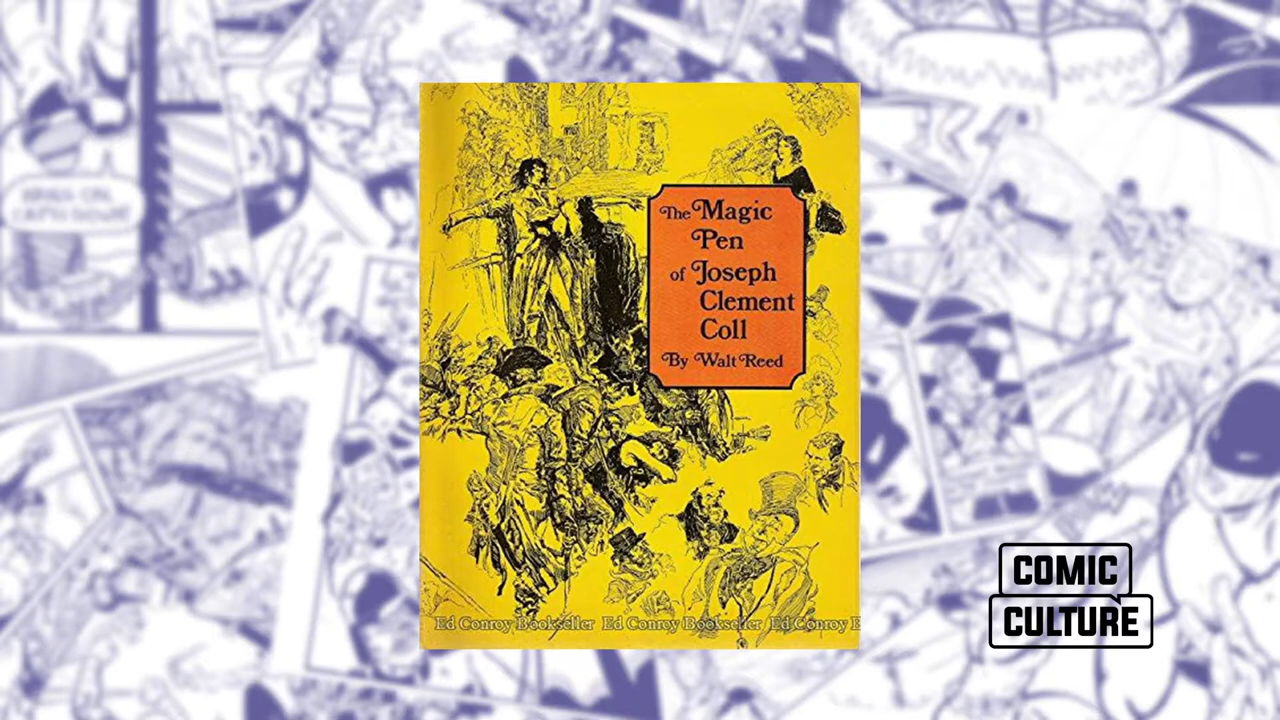 The Magic
Pen
of Joseph
Clement
Coll
By Walt Reed
Ed Conroy Bookseller Ed Conroy Bookseller Ed Conroy B
COMIC
CULTURE